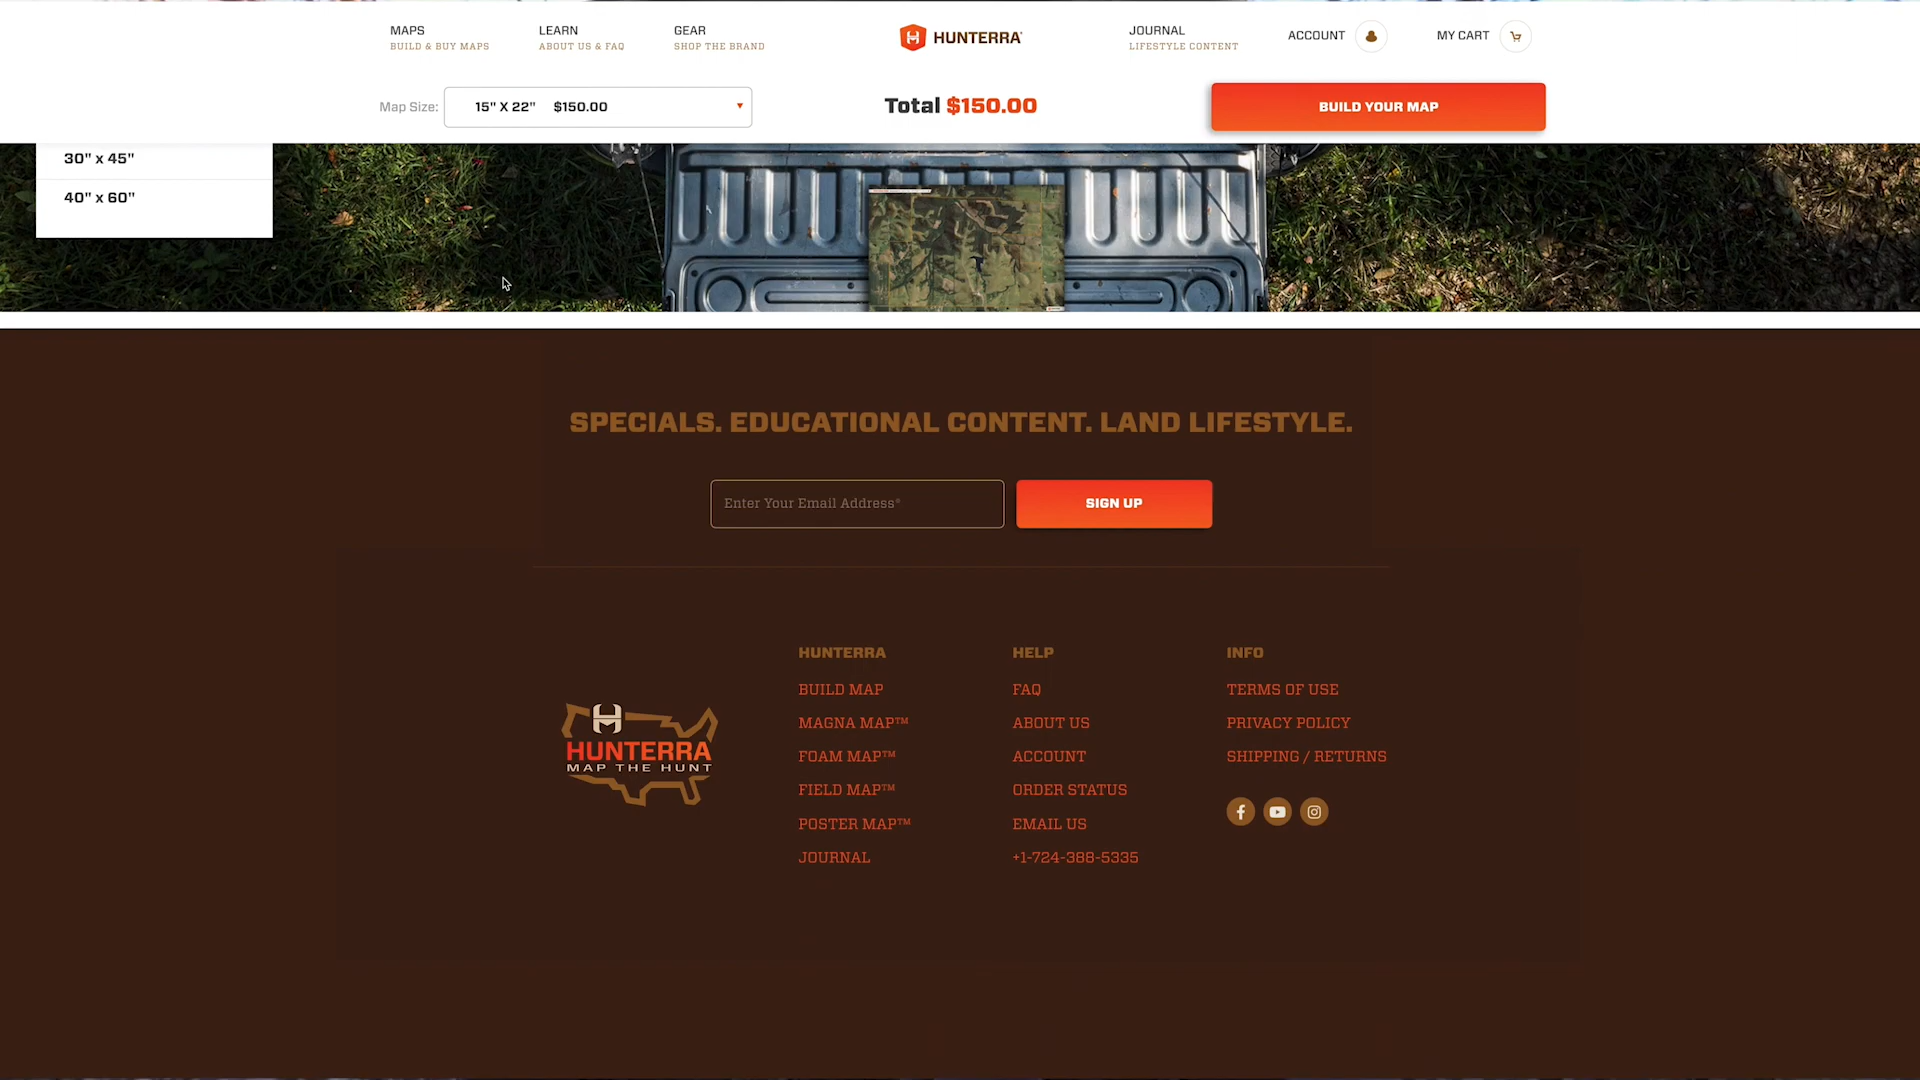 MAPS
BUILD & BUY MAPS
LEARN
ABOUT US & FAQ
GEAR
SHOP THE BRAND
HUNTERRA
JOURNAL
LIFESTYLE CONTENT
ACCOUNT
MY CART
Map Size:
15" X 22" $150.00
Total $150.00
BUILD YOUR MAP
30" x 45"
40" x 60"
SPECIALS. EDUCATIONAL CONTENT. LAND LIFESTYLE.
Enter Your Email Address*
SIGN UP
HUNTERRA
MAP THE HUNT
HUNTERRA
BUILD MAP
MAGNA MAP™
FOAM MAP™
FIELD MAP™
POSTER MAP™
JOURNAL
HELP
FAQ
ABOUT US
ACCOUNT
ORDER STATUS
EMAIL US
+1-724-388-5335
INFO
TERMS OF USE
PRIVACY POLICY
SHIPPING / RETURNS